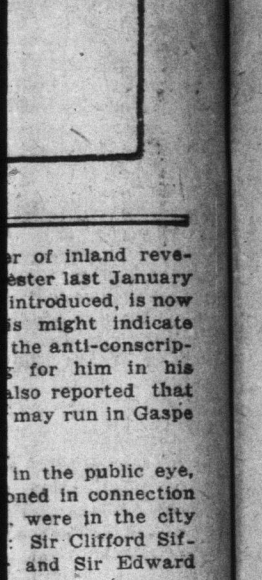 er of inland reve-
ester last January
introduced, is now
is might indicate
the anti-conscrip-
for him in his
also reported that
may run in Gaspe
in the public eye,
oned in connection
, were in the city
: Sir Clifford Sif-
and Sir Edward